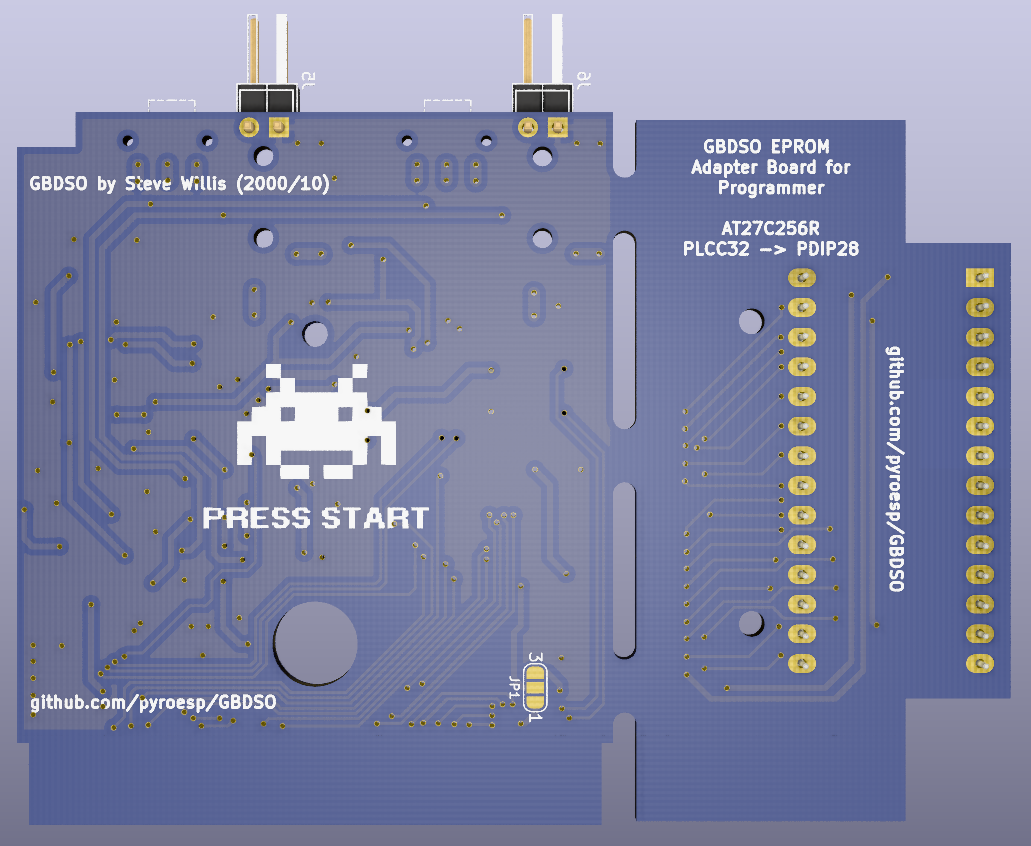 GBDSO EPROM
Adapter Board for
Programmer
AT27C256R
PLCC32 -> PDIP28
GBDSO by Steve Willis (2000/10)
PRESS START
github.com/pyroesp/GBDSO
github.com/pyroesp/GBDSO
3
JP1
1